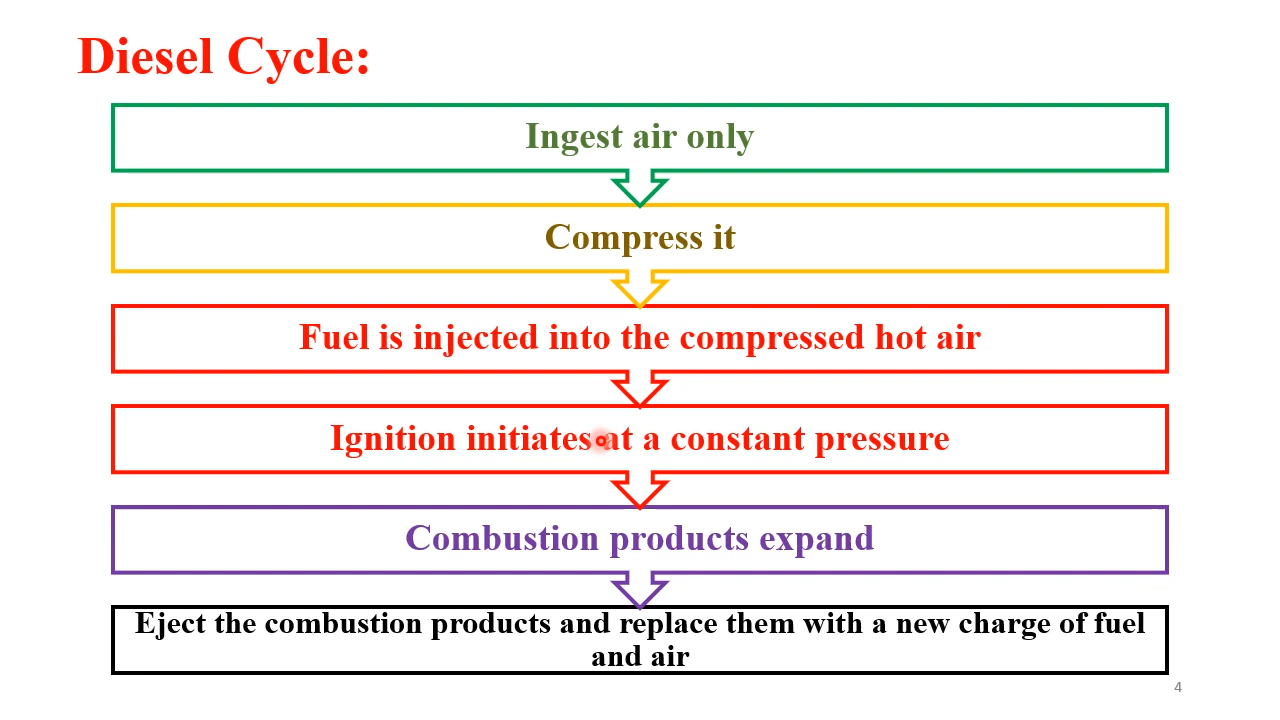 Diesel Cycle:
Ingest air only
Compress it
Fuel is injected into the compressed hot air
Ignition initiates at a constant pressure
Combustion products expand
Eject the combustion products and replace them with a new charge of fuel
and air
4